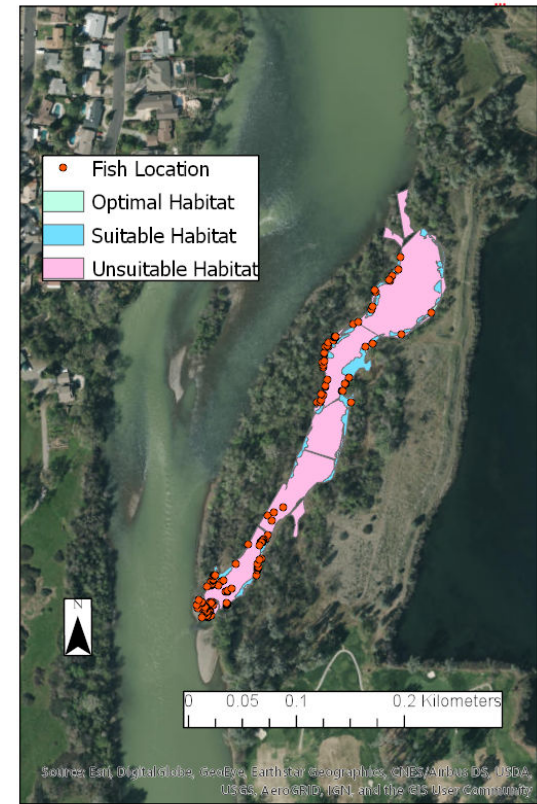 Fish Location
Optimal Habitat
Suitable Habitat
Unsuitable Habitat
N
0 0.05 0.1 0.2 Kilometers
Source: Esri, DigitalGlobe, GeoEye, Earthstar Geographics, CNES/Airbus DS, USDA,
USGS, AeroGRID, IGN, and the GIS User Community